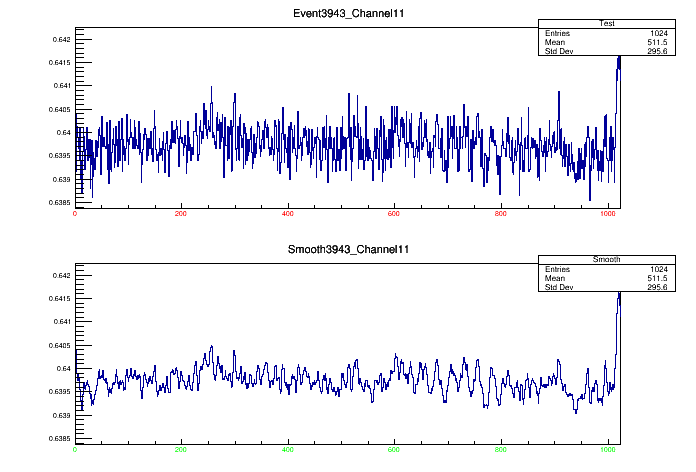 Event3943_Channel11
Test
Entries 1024
Mean 511.5
Std Dev 295.6
0.642
0.6415
0.641
0.6405
0.64
0.6395
0.639
0.6385
0 200 400 600 800 1000
Smooth3943_Channel11
Smooth
Entries 1024
Mean 511.5
Std Dev 295.6
0.642
0.6415
0.641
0.6405
0.64
0.6395
0.639
0.6385
0 200 400 600 800 1000